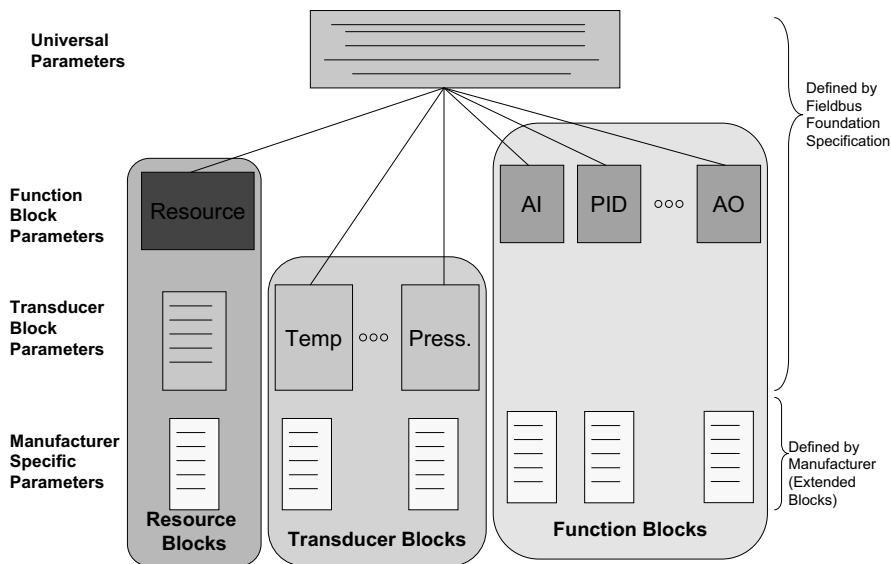 Universal
Parameters
Defined by
Fieldbus
Foundation
Specification
Function
Block
Parameters
Resource
AI
PID
AO
Transducer
Block
Parameters
Temp
Press.
Manufacturer
Specific
Parameters
Defined by
Manufacturer
(Extended
Blocks)
Resource
Blocks
Transducer Blocks
Function Blocks